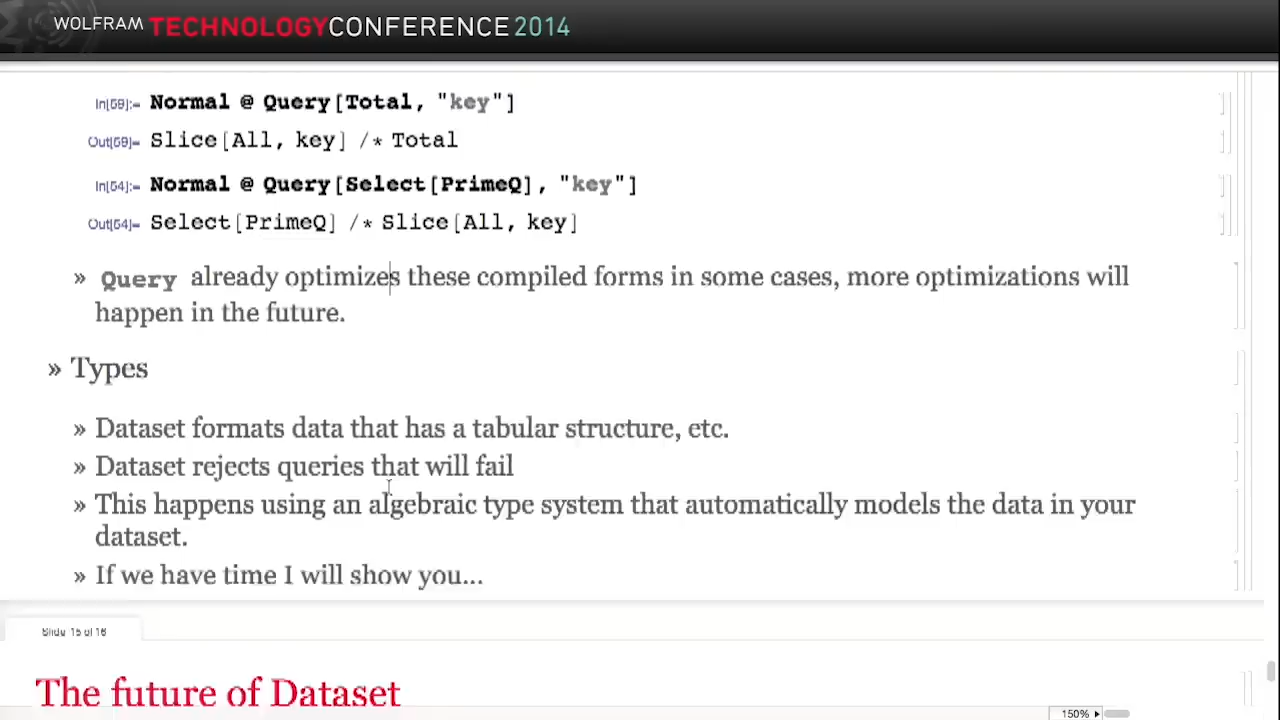 WOLFRAM TECHNOLOGYCONFERENCE 2014
In[59]:= Normal @ Query[Total, "key"]
Out[59]= Slice[All, key] /* Total
In[54]:= Normal @ Query[Select[PrimeQ], "key"]
Out[54]= Select[PrimeQ] /* Slice[All, key]
» Query already optimizes these compiled forms in some cases, more optimizations will
happen in the future.
» Types
» Dataset formats data that has a tabular structure, etc.
» Dataset rejects queries that will fail
» This happens using an algebraic type system that automatically models the data in your
dataset.
» If we have time I will show you...
Slide 15 of 16
The future of Dataset
150%